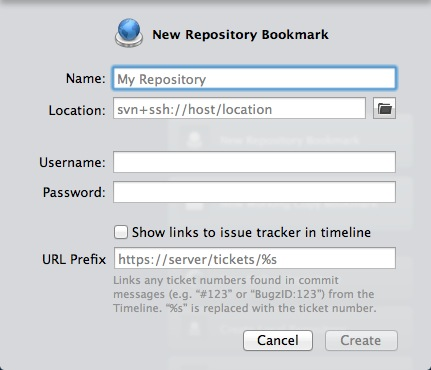 New Repository Bookmark
Name: My Repository
Location: svn+ssh://host/location
Username:
Password:
Show links to issue tracker in timeline
URL Prefix https://server/tickets/%s
Links any ticket numbers found in commit
messages (e.g. “#123” or “BugzID:123”) from the
Timeline. “%s” is replaced with the ticket number.
Cancel Create